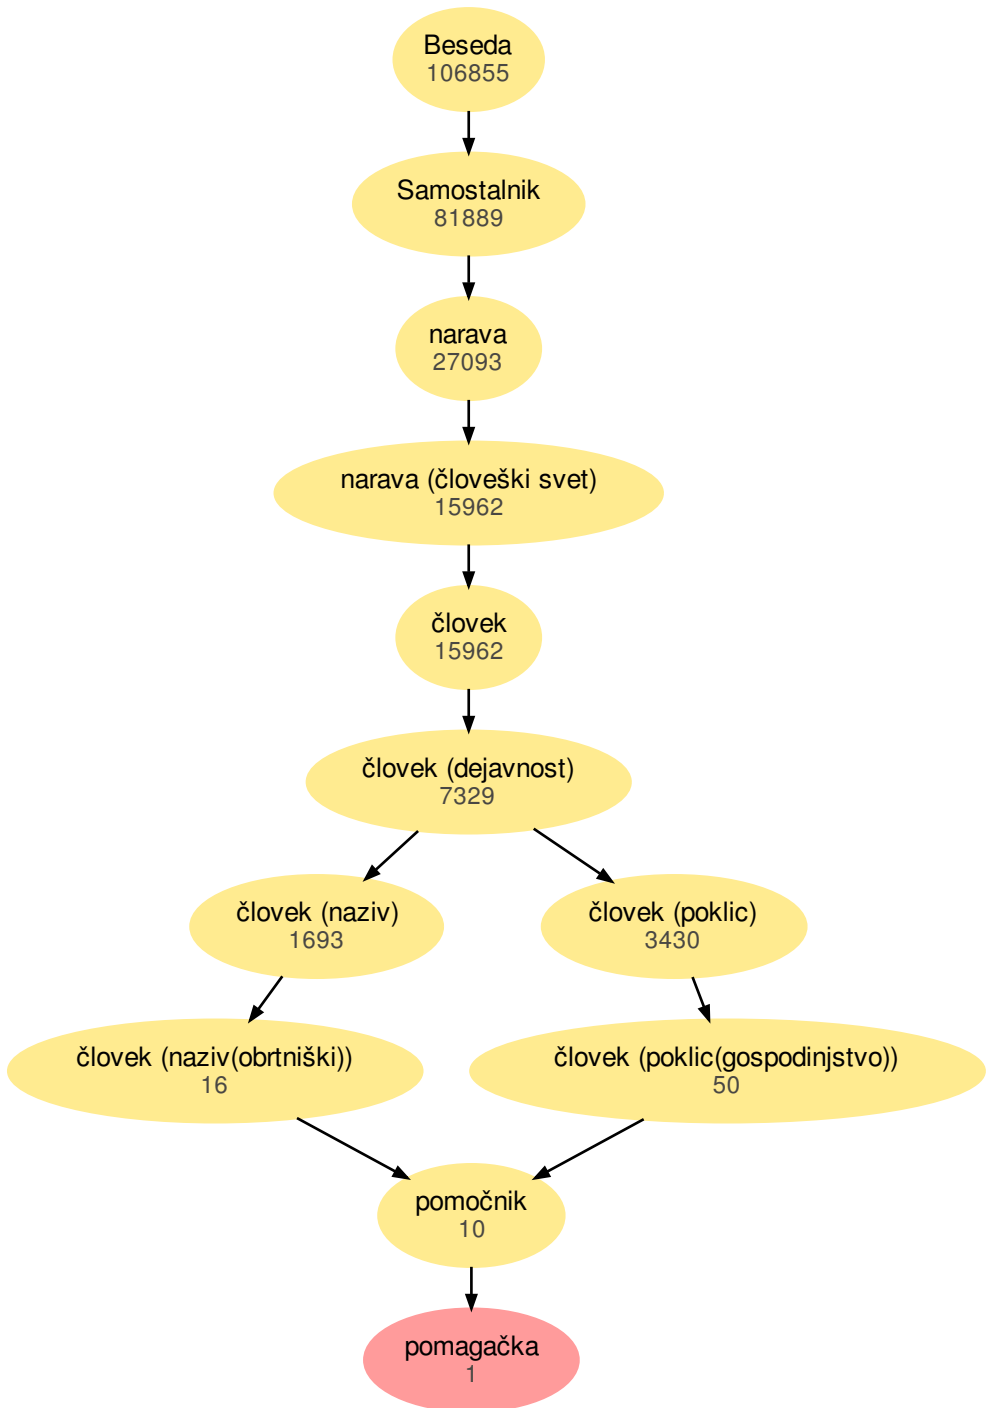 Beseda
106855
Samostalnik
81889
narava
27093
narava (človeški svet)
15962
človek
15962
človek (dejavnost)
7329
človek (naziv)
1693
človek (poklic)
3430
človek (naziv(obrtniški))
16
človek (poklic(gospodinjstvo))
50
pomočnik
10
pomagačka
1